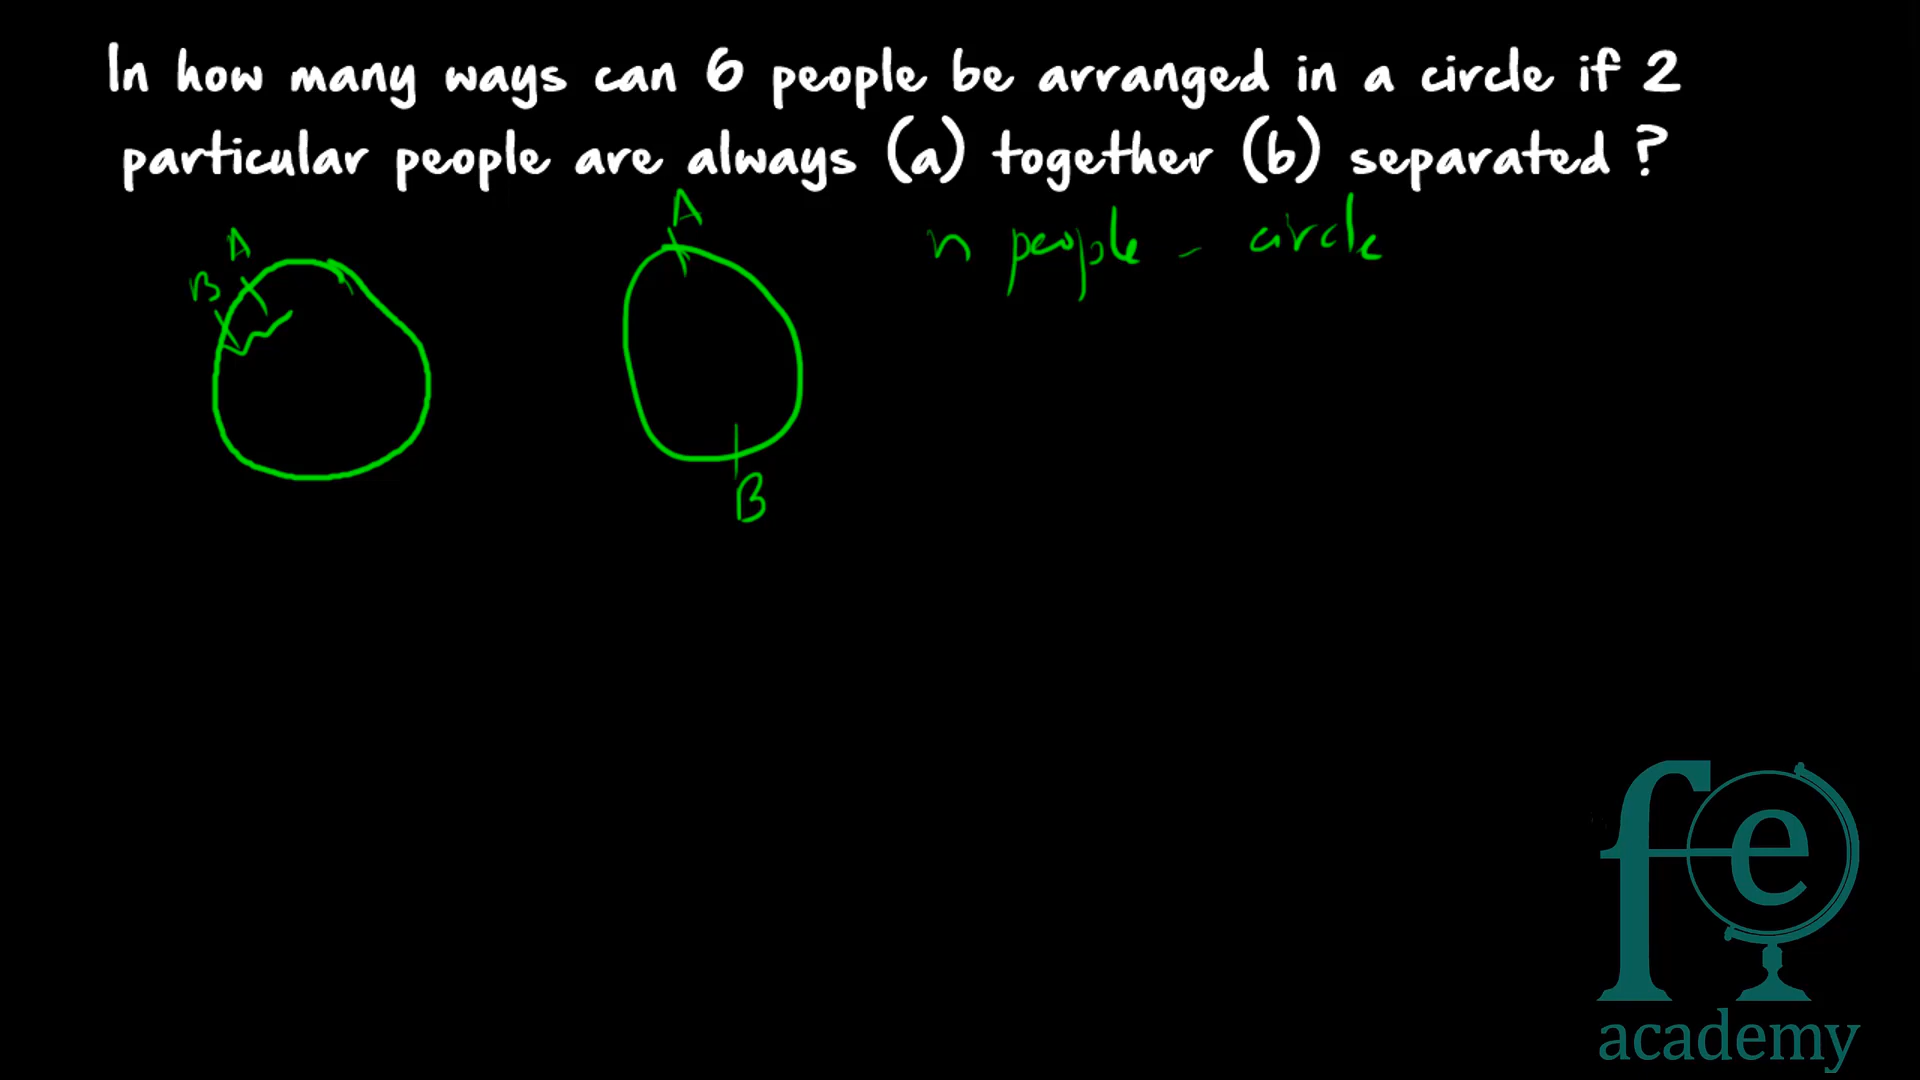 In how many ways can 6 people be arranged in a circle if 2
particular people are always (a) together (b) separated ?
A
B
A
B
n people - circle
fe
academy